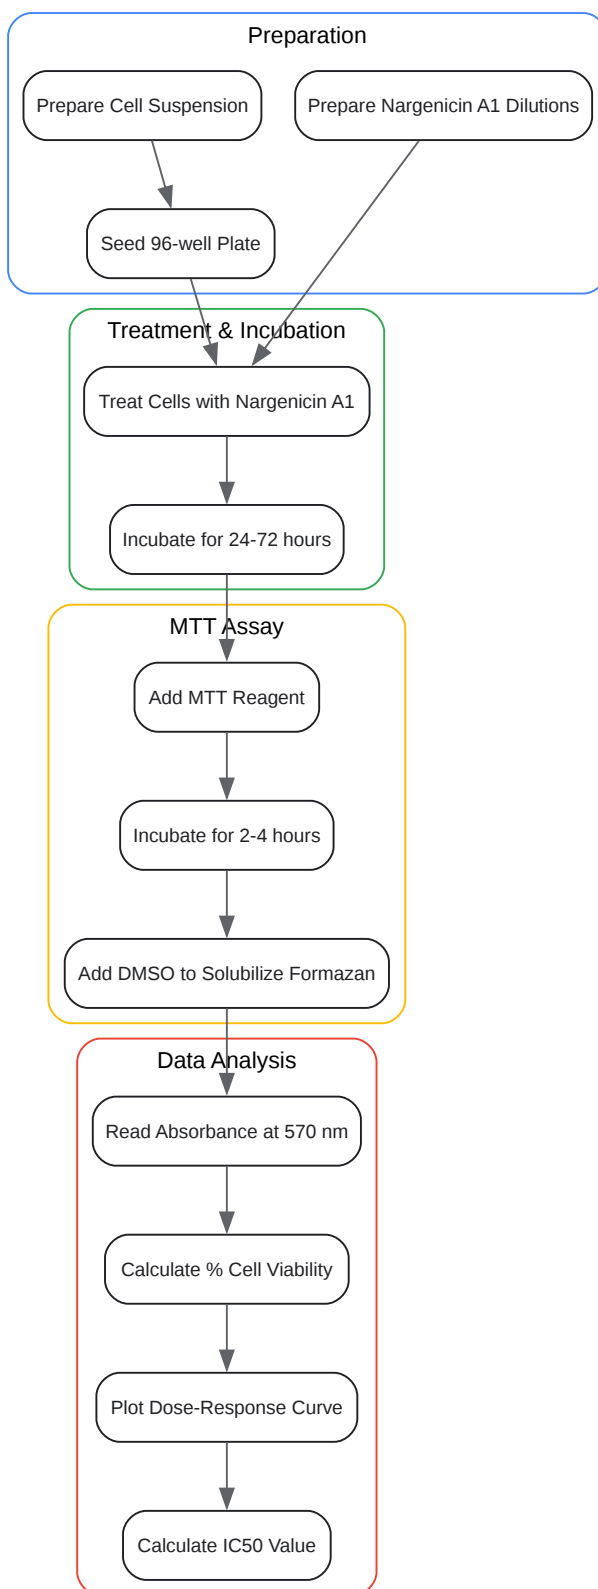 Preparation
Prepare Cell Suspension
Prepare Nargenicin A1 Dilutions
Seed 96-well Plate
Treatment & Incubation
Treat Cells with Nargenicin A1
Incubate for 24-72 hours
MTT Assay
Add MTT Reagent
Incubate for 2-4 hours
Add DMSO to Solubilize Formazan
Data Analysis
Read Absorbance at 570 nm
Calculate % Cell Viability
Plot Dose-Response Curve
Calculate IC50 Value